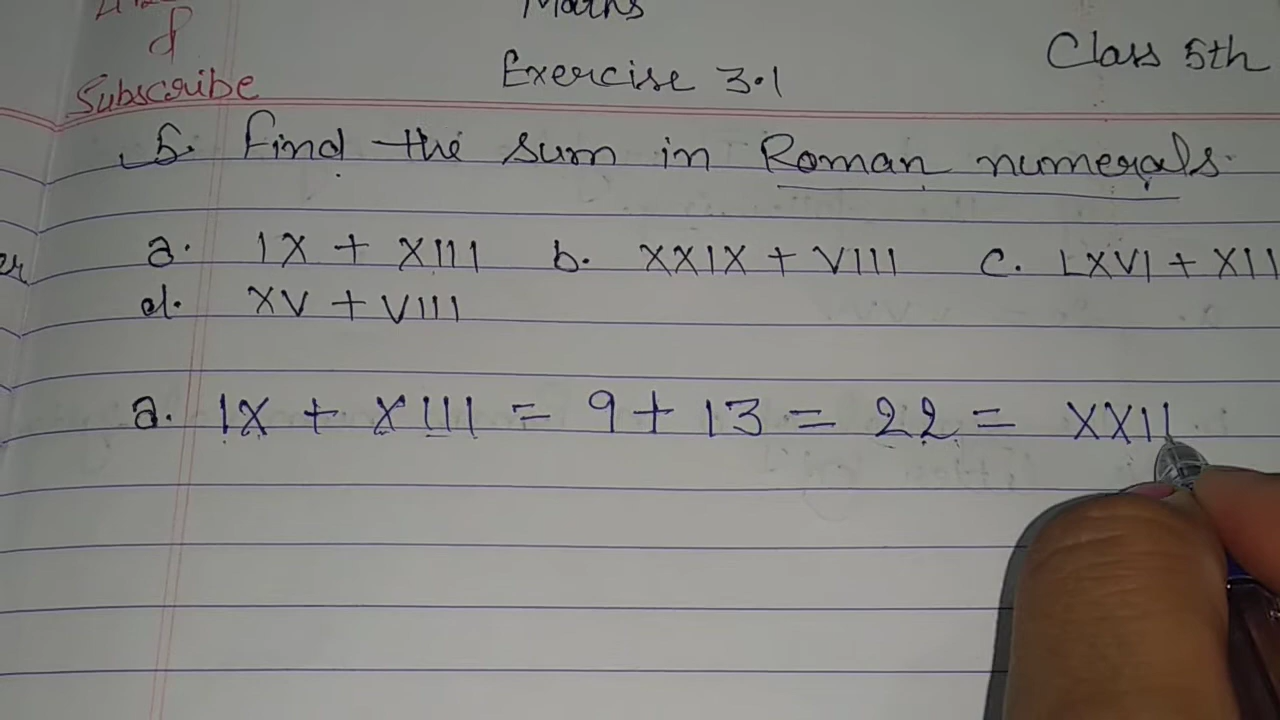 Maths
&
Subscribe
Exercise 3.1
Class 5th
5. Find the sum in Roman numerals.
a. IX + XIII b. XXIX + VIII c. LXVI + XII
d. XV + VIII
a. IX + XIII = 9 + 13 = 22 = XXII